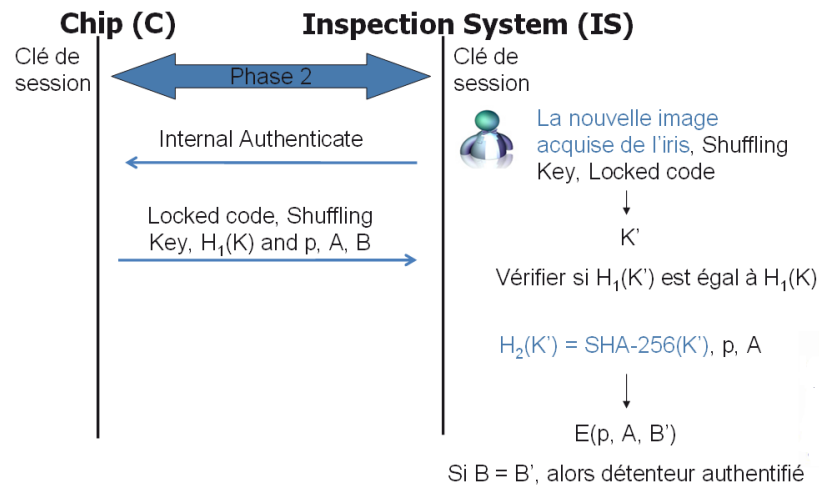 Chip (C)
Inspection System (IS)
Clé de
session
Phase 2
Clé de
session
Internal Authenticate
La nouvelle image
acquise de l'iris, Shuffling
Key, Locked code
Locked code, Shuffling
Key, H₁(K) and p, A, B
K'
Vérifier si H₁(K') est égal à H₁(K)
H₂(K') = SHA-256(K'), p, A
E(p, A, B')
Si B = B', alors détenteur authentifié